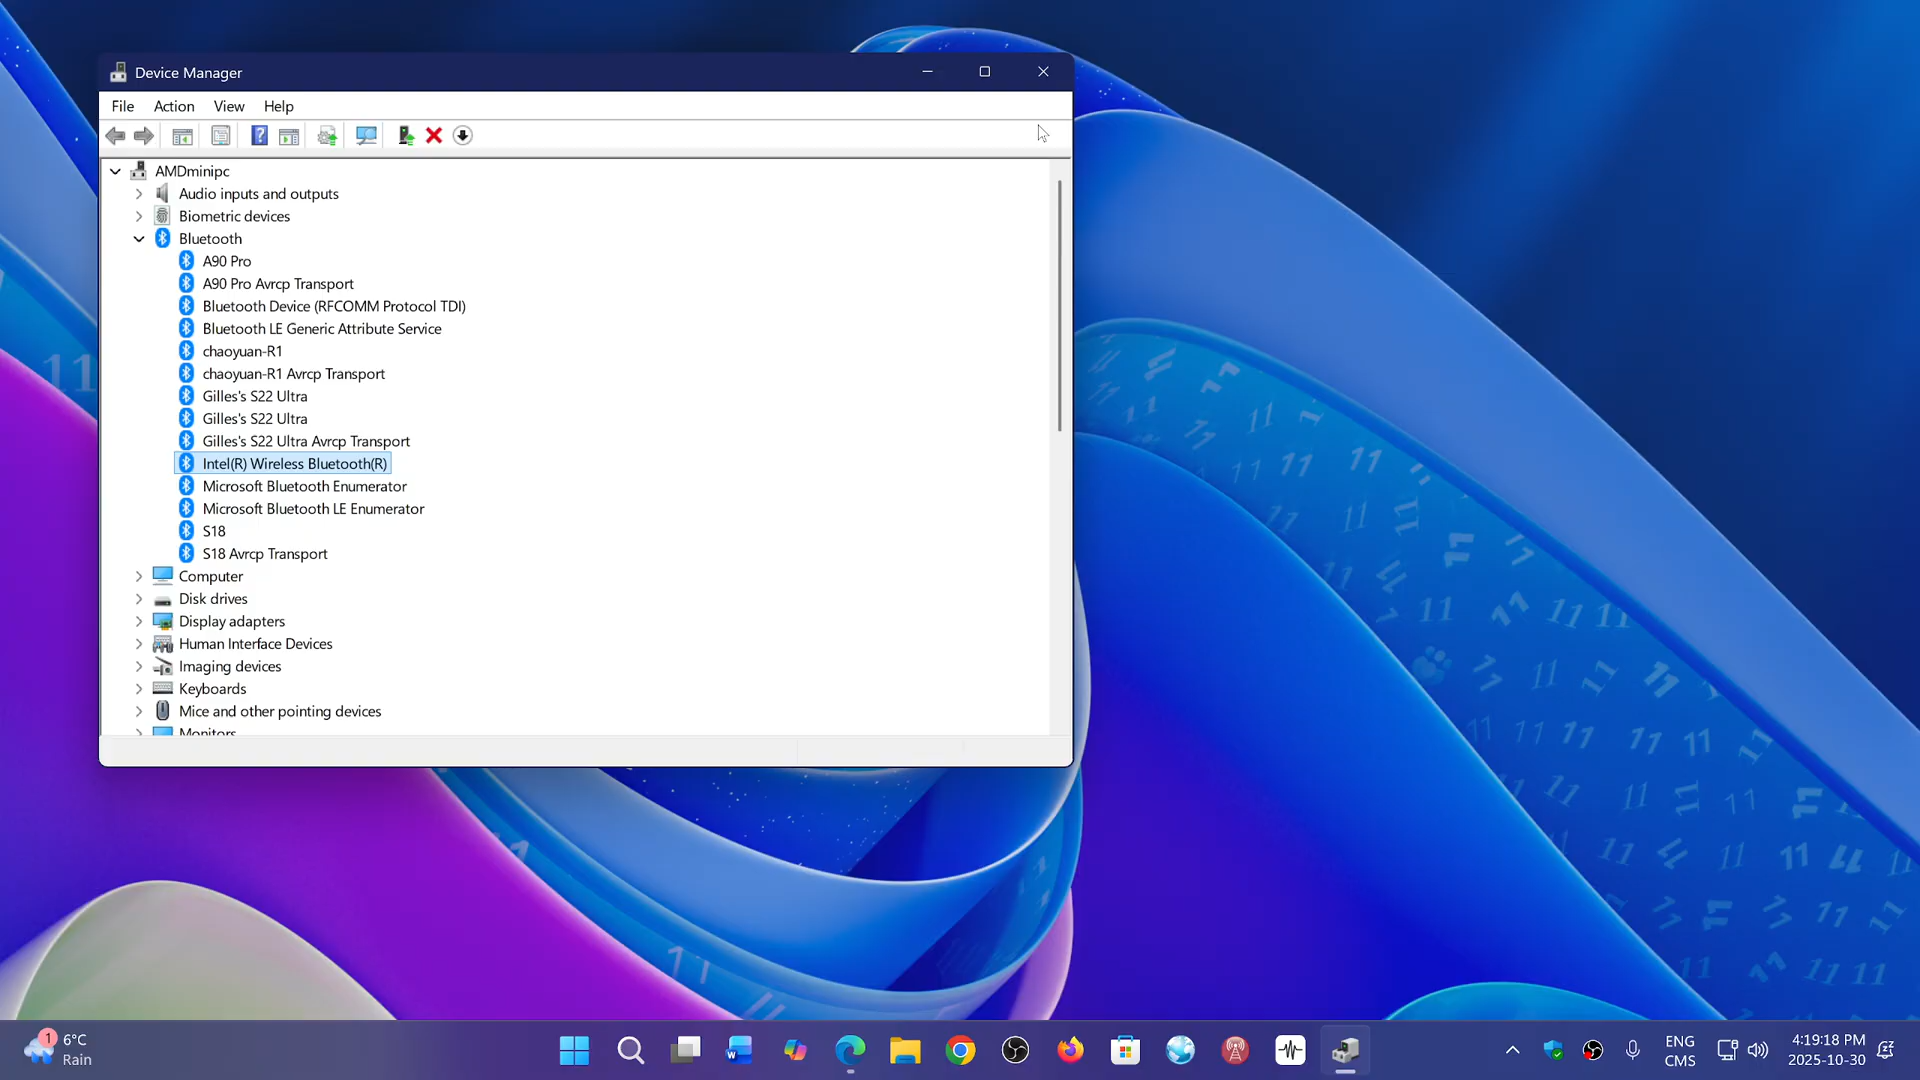 Device Manager
File Action View Help
AMDminipc
Audio inputs and outputs
Biometric devices
Bluetooth
A90 Pro
A90 Pro Avrcp Transport
Bluetooth Device (RFCOMM Protocol TDI)
Bluetooth LE Generic Attribute Service
chaoyuan-R1
chaoyuan-R1 Avrcp Transport
Gilles's S22 Ultra
Gilles's S22 Ultra
Gilles's S22 Ultra Avrcp Transport
Intel(R) Wireless Bluetooth(R)
Microsoft Bluetooth Enumerator
Microsoft Bluetooth LE Enumerator
S18
S18 Avrcp Transport
Computer
Disk drives
Display adapters
Human Interface Devices
Imaging devices
Keyboards
Mice and other pointing devices
Monitors
1
6°C
Rain
ENG
CMS
4:19:18 PM
2025-10-30